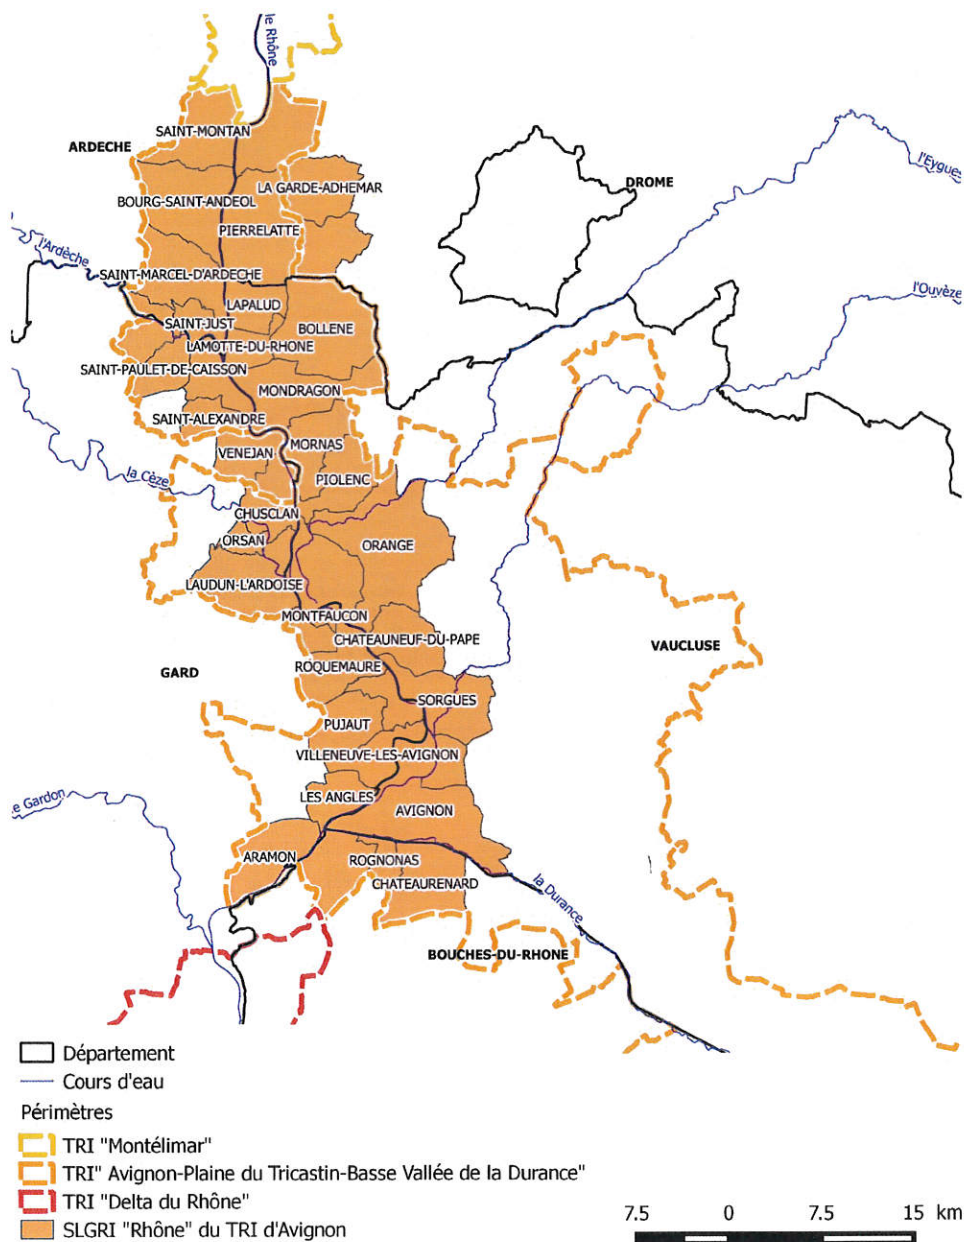 le Rhône
SAINT-MONTAN
ARDECHE
l'Eygues
LA GARDE-ADHEMAR
DROME
BOURG-SAINT-ANDEOL
PIERRELATTE
l'Ardèche
SAINT-MARCEL-D'ARDECHE
l'Ouvèze
LAPALUD
SAINT-JUST
BOLLENE
LAMOTTE-DU-RHONE
SAINT-PAULET-DE-CAISSON
MONDRAGON
SAINT-ALEXANDRE
MORNAS
VENEJAN
la Cèze
PIOLENC
CHUSCLAN
ORSAN
ORANGE
LAUDUN-L'ARDOISE
MONTFAUCON
CHATEAUNEUF-DU-PAPE
VAUCLUSE
ROQUEMAURE
GARD
SORGUES
PUJAUT
VILLENEUVE-LES-AVIGNON
LES ANGLES
le Gardon
AVIGNON
ARAMON
ROGNONAS
CHATEAURENARD
la Durance
BOUCHES-DU-RHONE
Département
Cours d'eau
Périmètres
TRI "Montélimar"
TRI" Avignon-Plaine du Tricastin-Basse Vallée de la Durance"
TRI "Delta du Rhône"
SLGRI "Rhône" du TRI d'Avignon
7.5 0 7.5 15 km